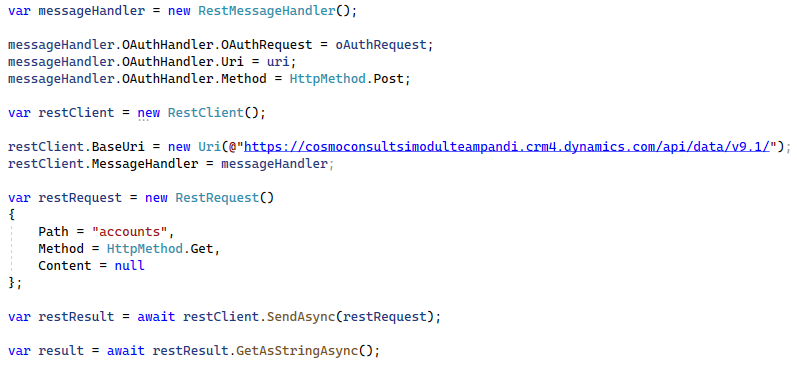 var messageHandler = new RestMessageHandler();
messageHandler.OAuthHandler.OAuthRequest = oAuthRequest;
messageHandler.OAuthHandler.Uri = uri;
messageHandler.OAuthHandler.Method = HttpMethod.Post;
var restClient = new RestClient();
restClient.BaseUri = new Uri(@"https://cosmoconsultsimodulteampandi.crm4.dynamics.com/api/data/v9.1/");
restClient.MessageHandler = messageHandler;
var restRequest = new RestRequest()
{
    Path = "accounts",
    Method = HttpMethod.Get,
    Content = null
};
var restResult = await restClient.SendAsync(restRequest);
var result = await restResult.GetAsStringAsync();